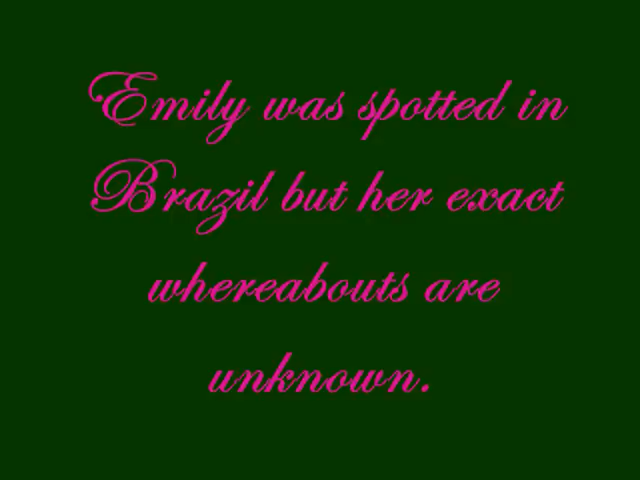 Emily was spotted in
Brazil but her exact
whereabouts are
unknown.